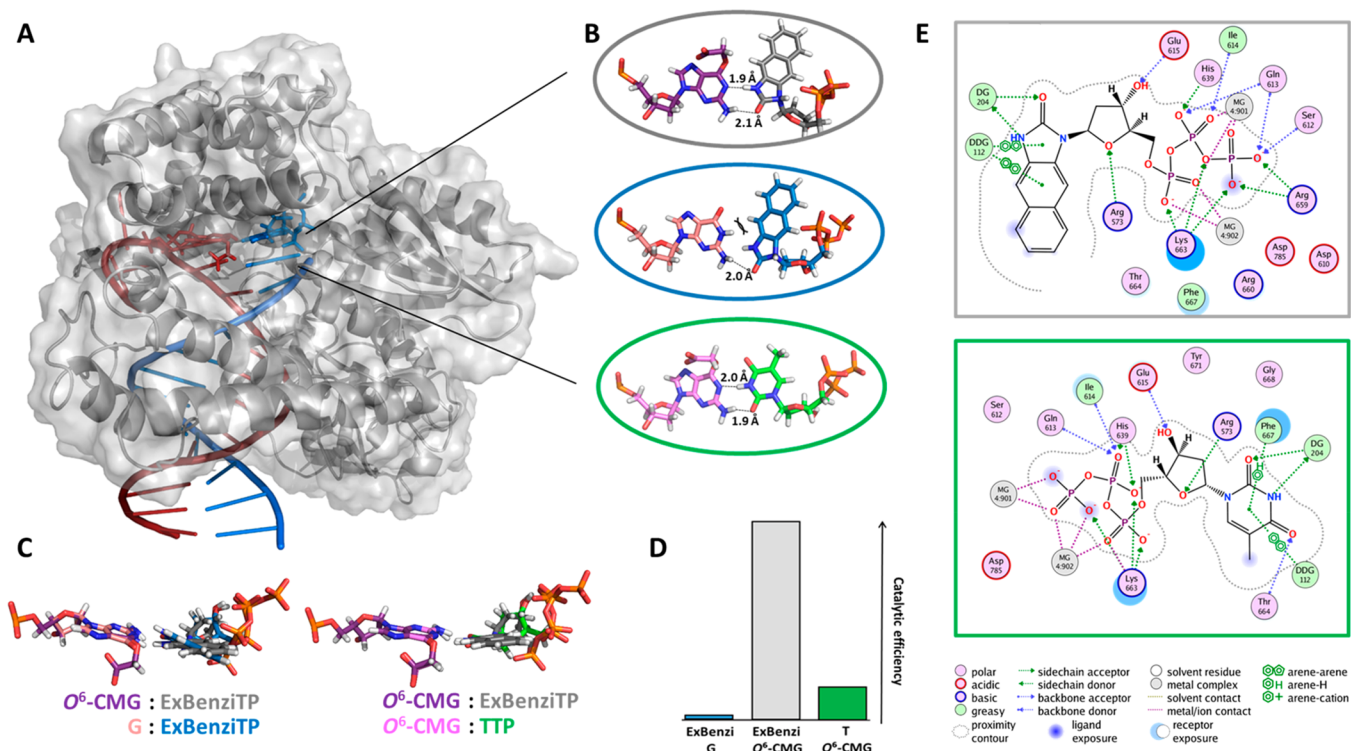 A
B
1.9 Å
2.1 Å
2.0 Å
2.0 Å
1.9 Å
C
O⁶-CMG : ExBenziTP
G : ExBenziTP
O⁶-CMG : ExBenziTP
O⁶-CMG : TTP
D
Catalytic efficiency
ExBenzi
G
ExBenzi
O⁶-CMG
T
O⁶-CMG
E
Glu
615
Ile
614
His
639
Gln
613
MG
4:901
Ser
612
DG
204
DDG
112
Arg
573
Arg
659
MG
4:902
Lys
663
Asp
785
Asp
610
Thr
664
Arg
660
Phe
667
O
HN
N
O
H
OH
H
O
O
O
O
P
O
P
O
O
P
O
O⁻
O
O
Tyr
671
Gly
668
Glu
615
Ile
614
Ser
612
Gln
613
His
639
Arg
573
Phe
667
DG
204
MG
4:901
MG
4:902
Asp
785
Lys
663
Thr
664
DDG
112
HO
H
H
O
O
O
NH
N
O
H
O⁻
O
P
O
O⁻
O
P
O
O
P
O
O⁻
O
polar
acidic
basic
greasy
proximity
contour
sidechain acceptor
sidechain donor
backbone acceptor
backbone donor
ligand
exposure
solvent residue
metal complex
solvent contact
metal/ion contact
receptor
exposure
arene-arene
H arene-H
+ arene-cation